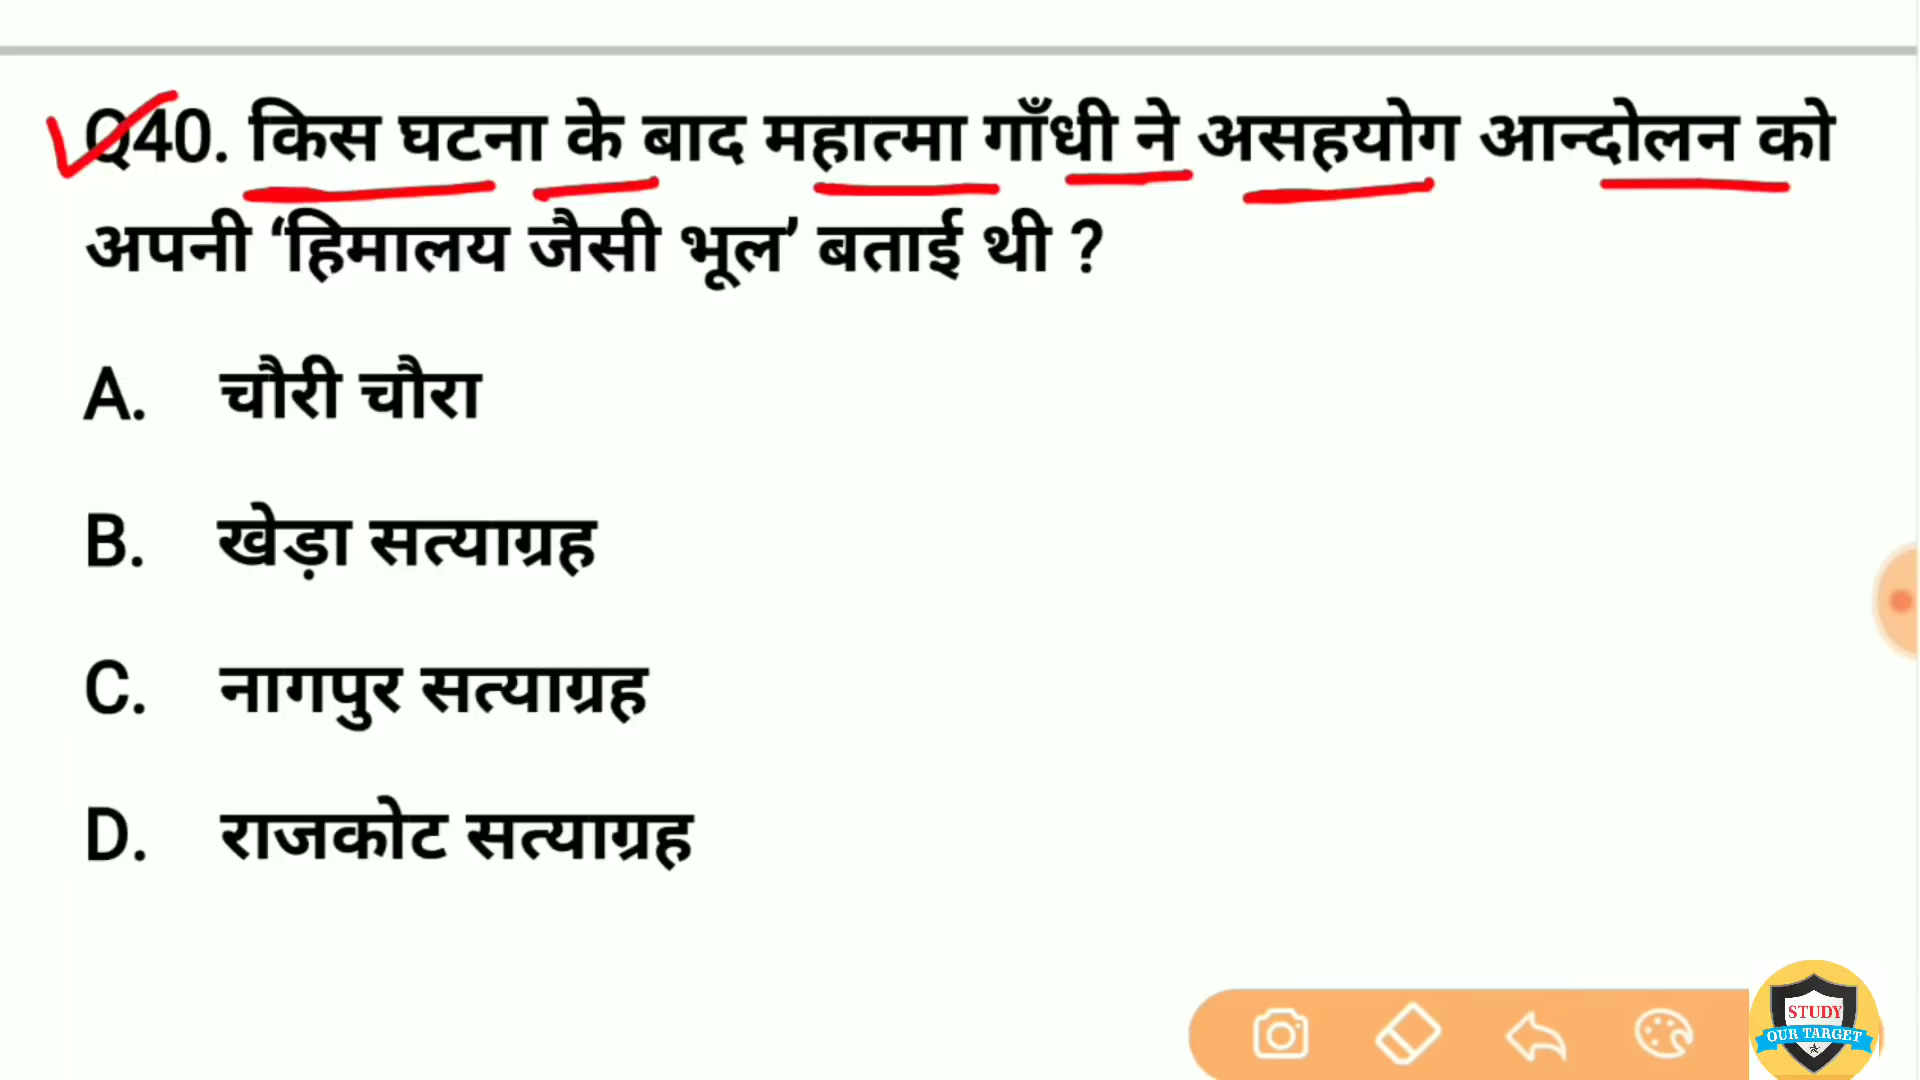 Q40. किस घटना के बाद महात्मा गाँधी ने असहयोग आन्दोलन को
अपनी ‘हिमालय जैसी भूल’ बताई थी ?
A. चौरी चौरा
B. खेड़ा सत्याग्रह
C. नागपुर सत्याग्रह
D. राजकोट सत्याग्रह
STUDY
OUR TARGET